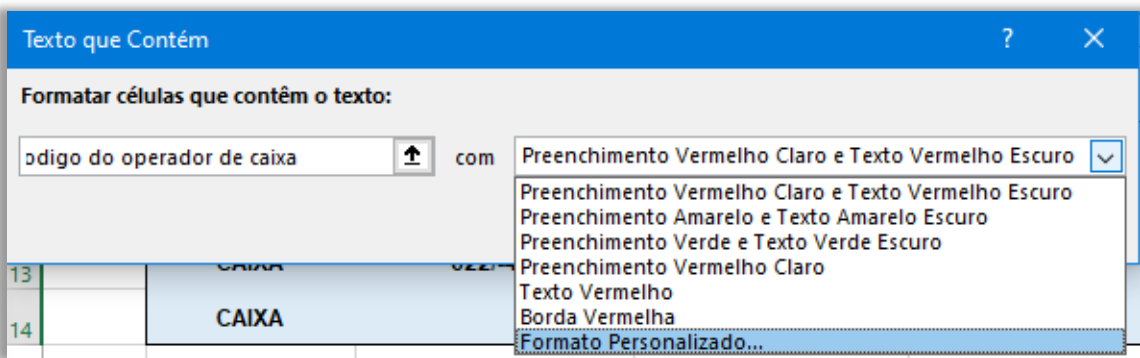 Texto que Contém ?
Formatar células que contêm o texto:
odigo do operador de caixa com Preenchimento Vermelho Claro e Texto Vermelho Escuro
Preenchimento Vermelho Claro e Texto Vermelho Escuro
Preenchimento Amarelo e Texto Amarelo Escuro
Preenchimento Verde e Texto Verde Escuro
Preenchimento Vermelho Claro
Texto Vermelho
Borda Vermelha
Formato Personalizado...
13 CAIXA
14 CAIXA